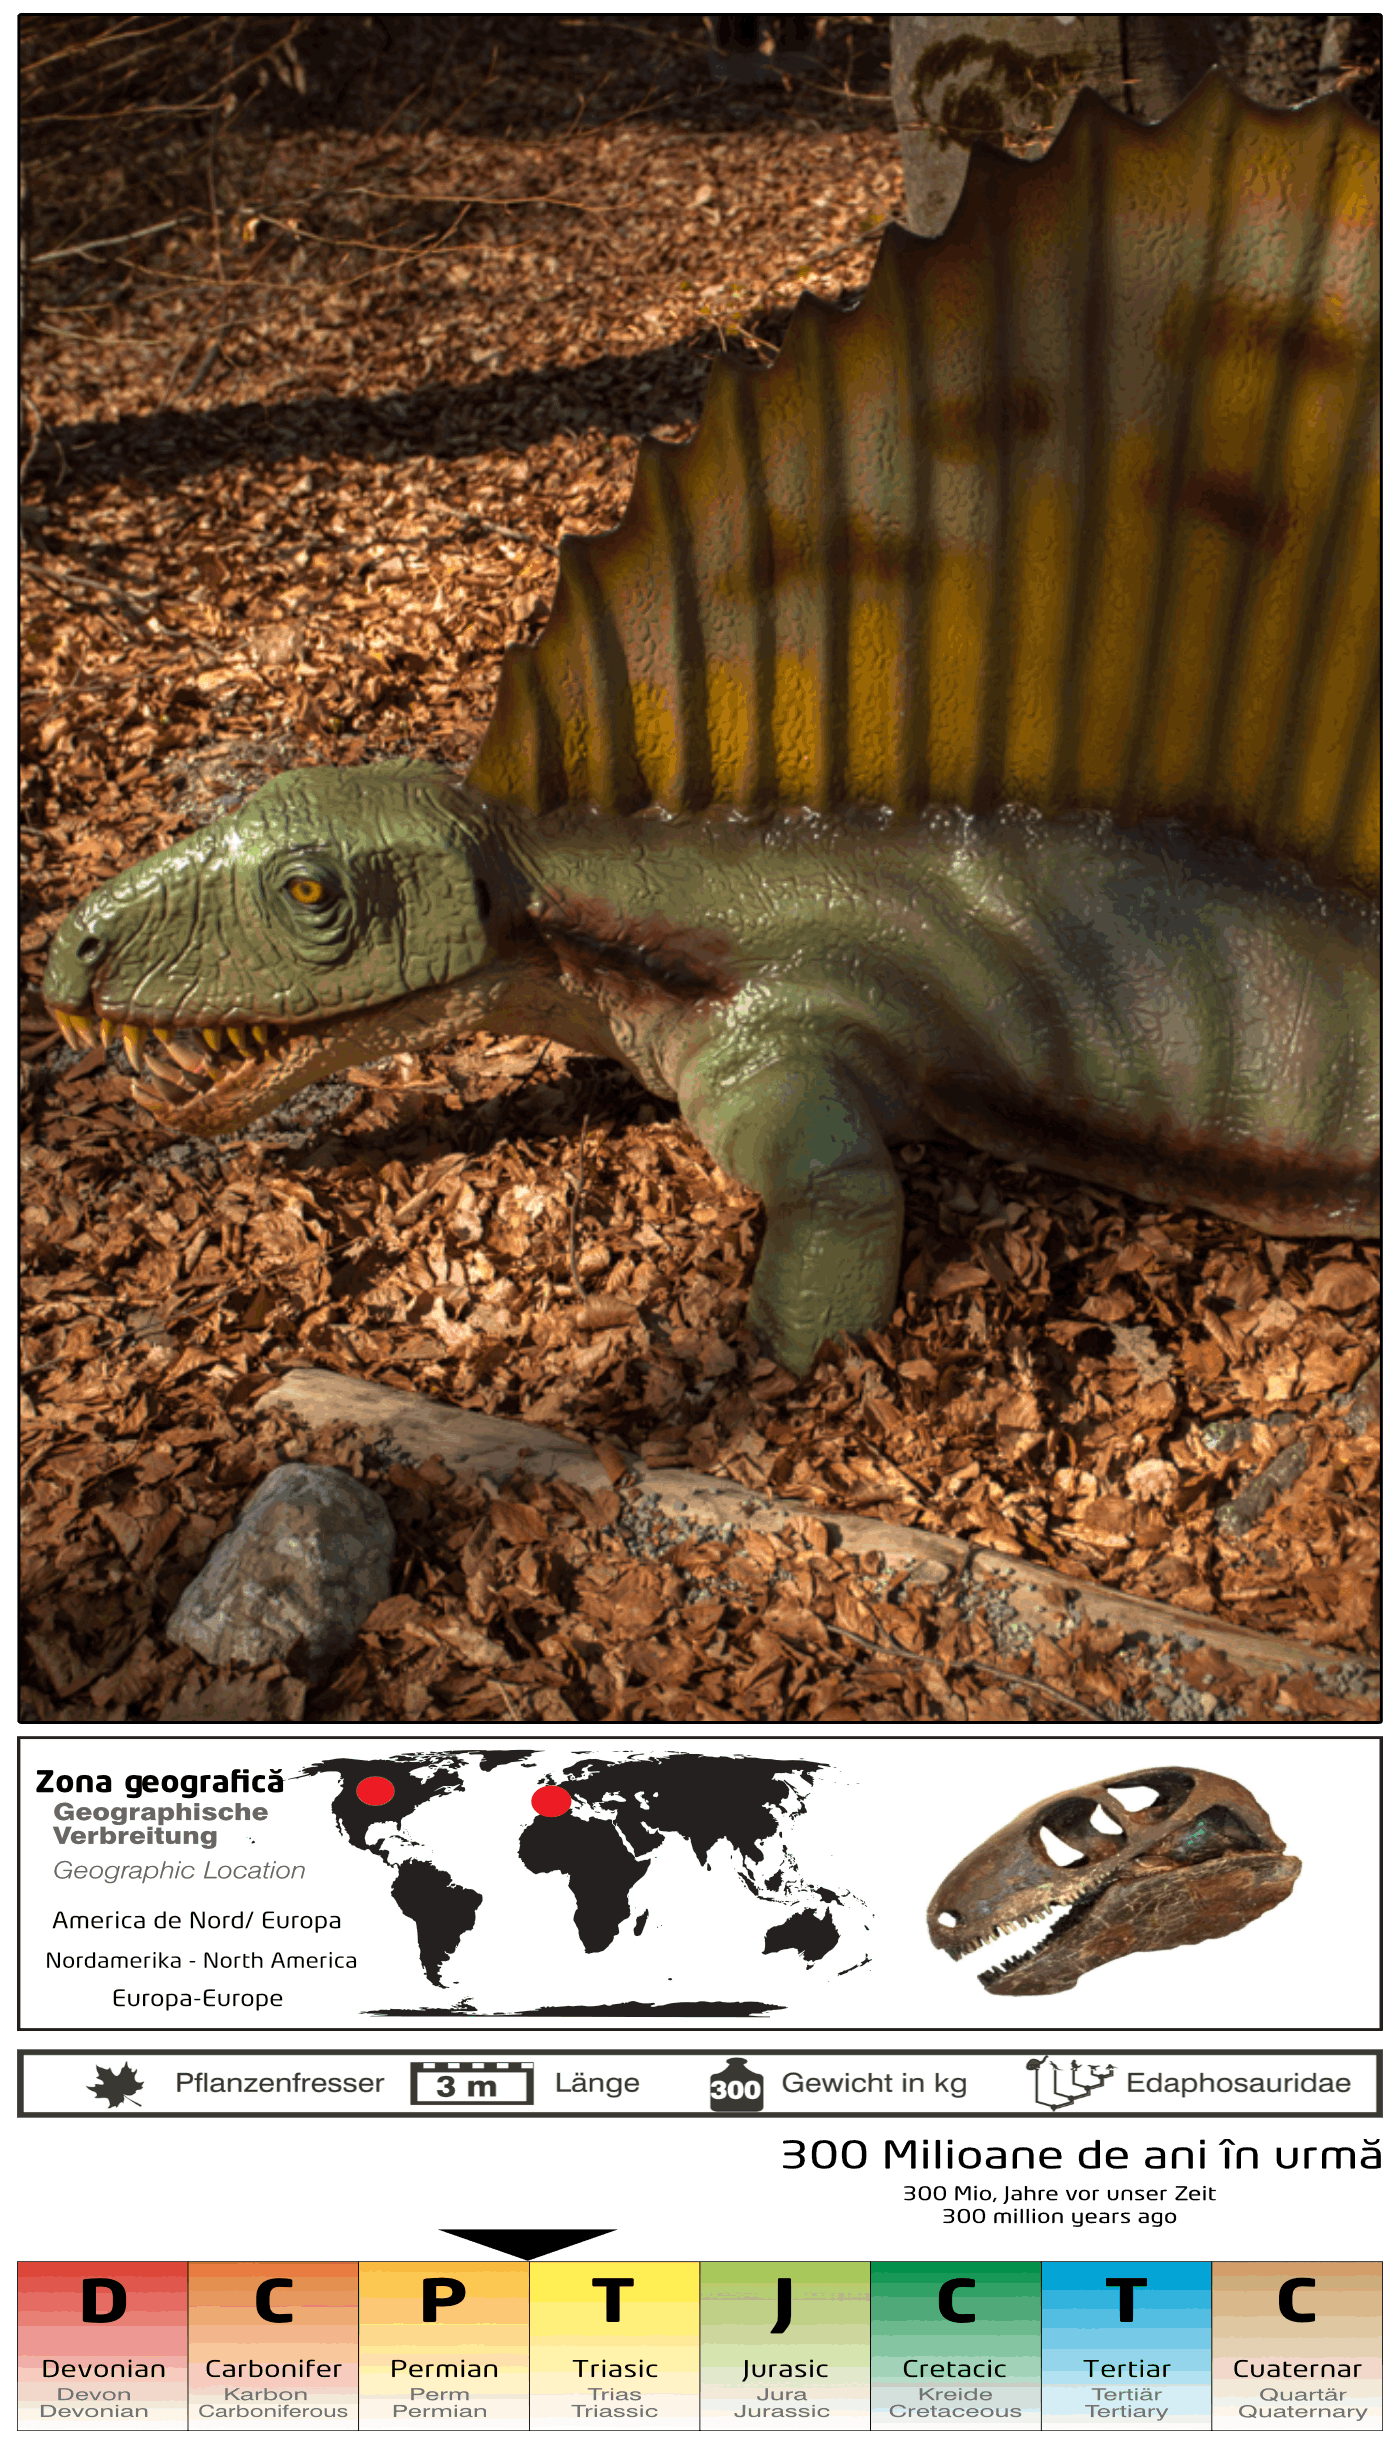 Zona geografică
Geographische
Verbreitung
Geographic Location
America de Nord/ Europa
Nordamerika - North America
Europa-Europe
Pflanzenfresser
3 m
Länge
300
Gewicht in kg
Edaphosauridae
300 Milioane de ani în urmă
300 Mio, Jahre vor unser Zeit
300 million years ago
D
Devonian
Devon
Devonian
C
Carbonifer
Karbon
Carboniferous
P
Permian
Perm
Permian
T
Triasic
Trias
Triassic
J
Jurasic
Jura
Jurassic
C
Cretacic
Kreide
Cretaceous
T
Tertiar
Tertiär
Tertiary
C
Cuaternar
Quartär
Quaternary